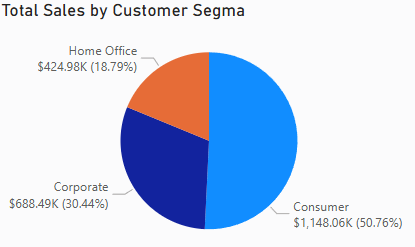 Total Sales by Customer Segma
Home Office
$424.98K (18.79%)
Corporate
$688.49K (30.44%)
Consumer
$1,148.06K (50.76%)